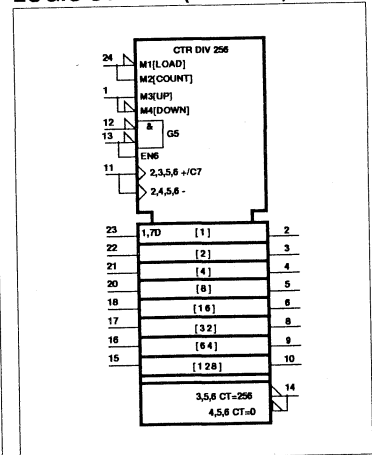 CTR DIV 256
24 M1[LOAD]
M2[COUNT]
1 M3[UP]
M4[DOWN]
12 & G5
13
EN6
11 2,3,5,6 +/C7
2,4,5,6 -
23 1,7D [1] 2
22 [2] 3
21 [4] 4
20 [8] 5
18 [16] 6
17 [32] 8
16 [64] 9
15 [128] 10
14
3,5,6 CT=256
4,5,6 CT=0